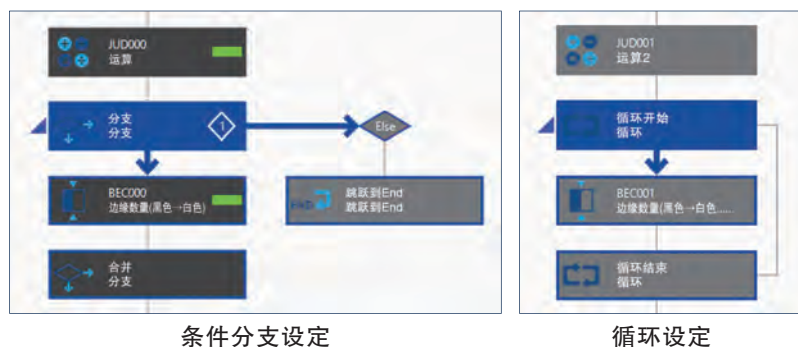 JUD000
运算
分支
分支
1
Else
BEC000
边缘数量(黑色→白色)
END
跳跃到End
跳跃到End
合并
分支
条件分支设定
JUD001
运算2
循环开始
循环
BEC001
边缘数量(黑色→白色......
循环结束
循环
循环设定